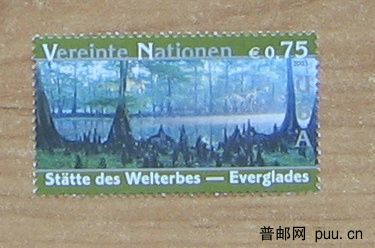 Vereinte Nationen € 0,75
2003
USA
Stätte des Welterbes — Everglades
普邮网 puu.cn